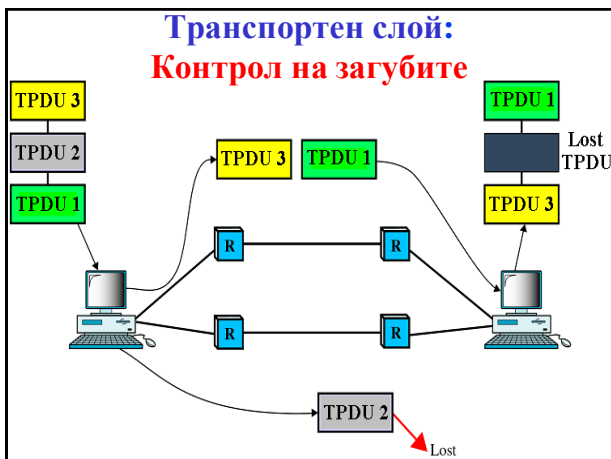 Транспортен слой:
Контрол на загубите
TPDU 3
TPDU 2
TPDU 1
TPDU 3
TPDU 1
TPDU 1
Lost
TPDU
TPDU 3
R
R
R
R
TPDU 2
Lost